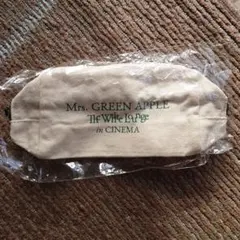 Mrs. GREEN APPLE
The White Lounge
in CINEMA